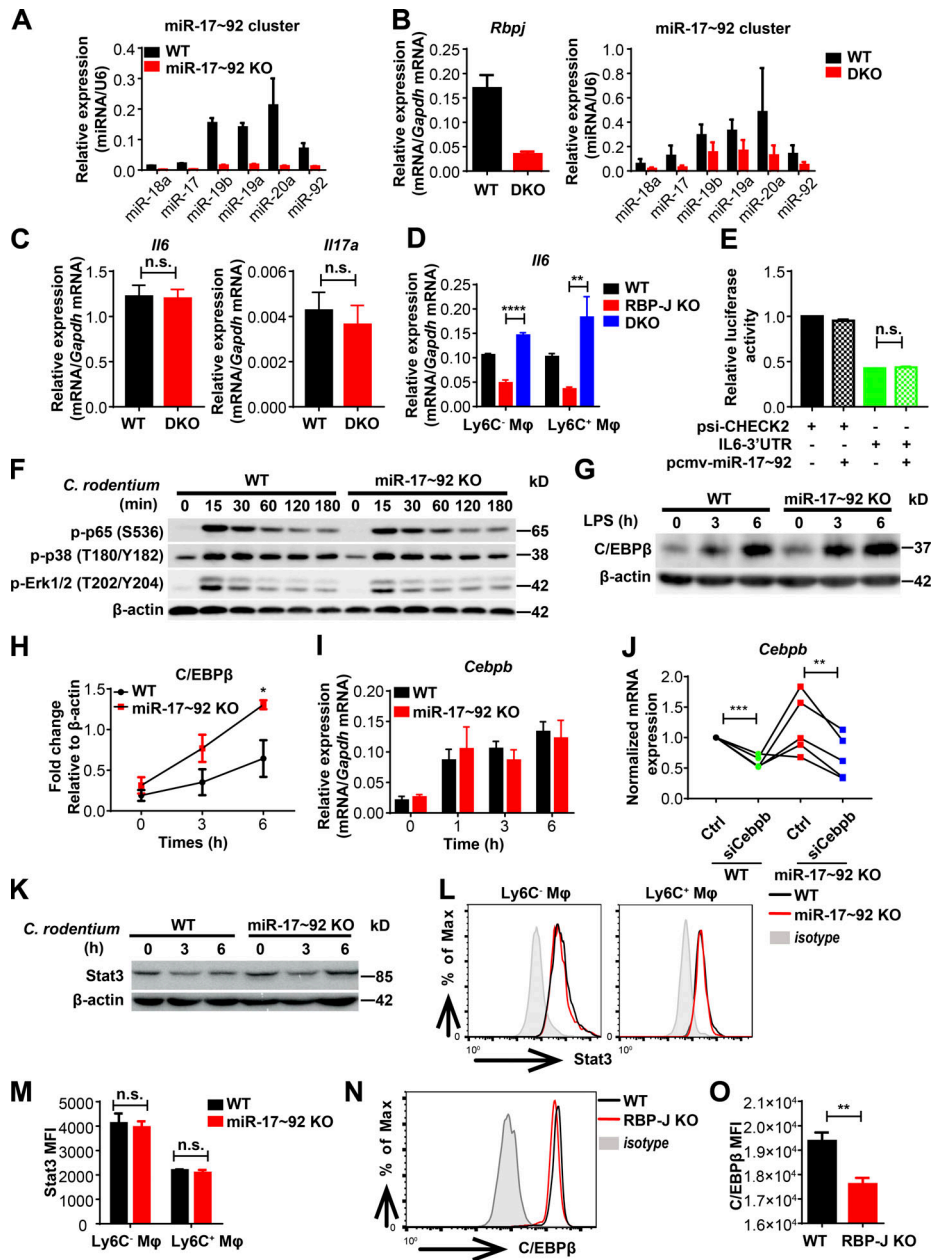 A
miR-17~92 cluster
Relative expression
(miRNA/U6)
0.4
0.3
0.2
0.1
0.0
WT
miR-17~92 KO
miR-18a
miR-17
miR-19b
miR-19a
miR-20a
miR-92
B
Rbpj
Relative expression
(mRNA/Gapdh mRNA)
0.20
0.15
0.10
0.05
0.00
WT
DKO
miR-17~92 cluster
Relative expression
(miRNA/U6)
1.0
0.8
0.6
0.4
0.2
0.0
WT
DKO
miR-18a
miR-17
miR-19b
miR-19a
miR-20a
miR-92
C
Il6
Relative expression
(mRNA/Gapdh mRNA)
n.s.
1.5
1.0
0.5
0.0
WT
DKO
Il17a
Relative expression
(mRNA/Gapdh mRNA)
n.s.
0.006
0.004
0.002
0.000
WT
DKO
D
Il6
Relative expression
(mRNA/Gapdh mRNA)
0.25
0.20
0.15
0.10
0.05
0.00
****
**
WT
RBP-J KO
DKO
Ly6C- Mφ
Ly6C+ Mφ
E
Relative luciferase
activity
1.5
1.0
0.5
0.0
n.s.
psi-CHECK2 + + - -
IL6-3'UTR - - + +
pcmv-miR-17~92 - + - +
F
C. rodentium
WT
miR-17~92 KO
kD
(min) 0 15 30 60 120 180 0 15 30 60 120 180
p-p65 (S536)
65
p-p38 (T180/Y182)
38
p-Erk1/2 (T202/Y204)
42
β-actin
42
G
WT
miR-17~92 KO
kD
LPS (h) 0 3 6 0 3 6
C/EBPβ
37
β-actin
42
H
C/EBPβ
Fold change
Relative to β-actin
1.5
1.0
0.5
0.0
*
WT
miR-17~92 KO
0 3 6
Times (h)
I
Cebpb
Relative expression
(mRNA/Gapdh mRNA)
0.20
0.15
0.10
0.05
0.00
WT
miR-17~92 KO
0 1 3 6
Time (h)
J
Cebpb
Normalized mRNA
expression
2.0
1.5
1.0
0.5
0.0
***
**
Ctrl
siCebpb
Ctrl
siCebpb
WT
miR-17~92 KO
K
C. rodentium
WT
miR-17~92 KO
kD
(h) 0 3 6 0 3 6
Stat3
85
β-actin
42
L
Ly6C- Mφ
Ly6C+ Mφ
WT
miR-17~92 KO
isotype
% of Max
0
0
10⁰
10⁰
Stat3
M
Stat3 MFI
5000
4000
3000
2000
1000
0
n.s.
n.s.
WT
miR-17~92 KO
Ly6C- Mφ
Ly6C+ Mφ
N
% of Max
0
10⁰
C/EBPβ
WT
RBP-J KO
isotype
O
C/EBPβ MFI
2.1×10⁴
2.0×10⁴
1.9×10⁴
1.8×10⁴
1.7×10⁴
1.6×10⁴
**
WT
RBP-J KO